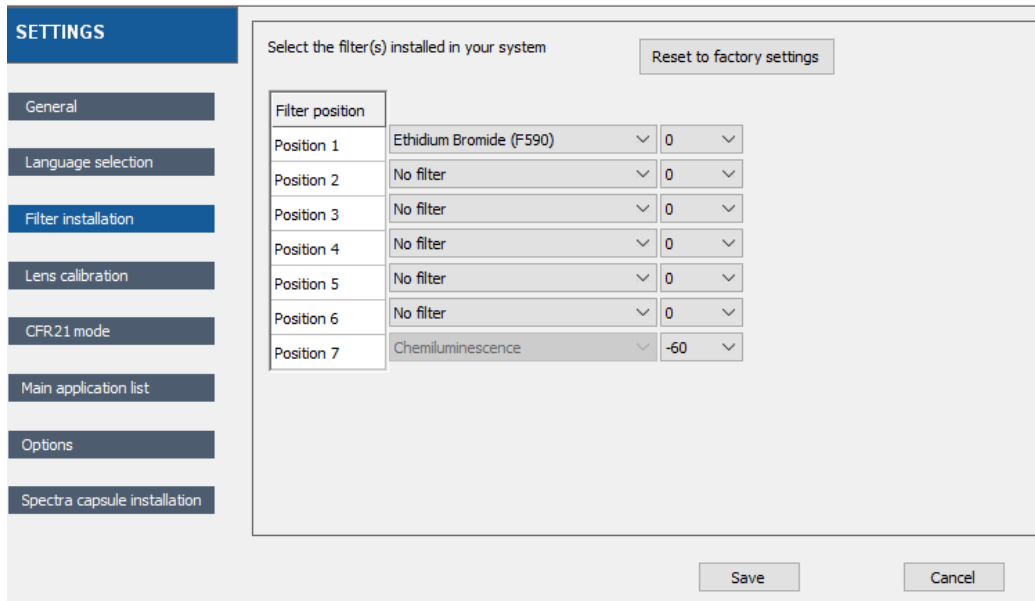 SETTINGS
General
Language selection
Filter installation
Lens calibration
CFR21 mode
Main application list
Options
Spectra capsule installation
Select the filter(s) installed in your system
Reset to factory settings
Filter position
Position 1 Ethidium Bromide (F590) 0
Position 2 No filter 0
Position 3 No filter 0
Position 4 No filter 0
Position 5 No filter 0
Position 6 No filter 0
Position 7 Chemiluminescence -60
Save Cancel